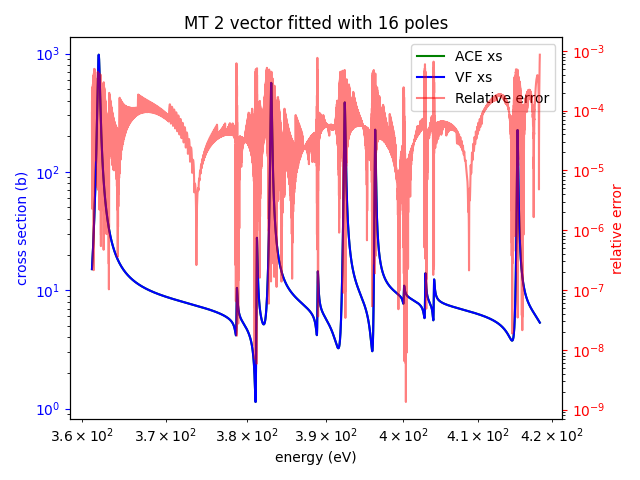 MT 2 vector fitted with 16 poles
ACE xs
VF xs
Relative error
cross section (b)
10³
10²
10¹
10⁰
relative error
10⁻³
10⁻⁴
10⁻⁵
10⁻⁶
10⁻⁷
10⁻⁸
10⁻⁹
3.6 × 10² 3.7 × 10² 3.8 × 10² 3.9 × 10² 4 × 10² 4.1 × 10² 4.2 × 10²
energy (eV)